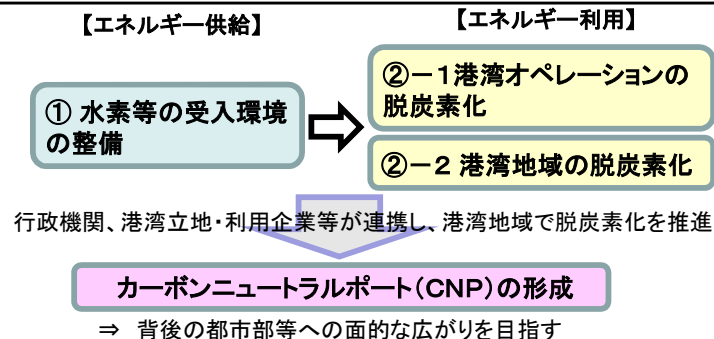 【エネルギー供給】
【エネルギー利用】
① 水素等の受入環境
の整備
②－１港湾オペレーションの
脱炭素化
②－２ 港湾地域の脱炭素化
行政機関、港湾立地・利用企業等が連携し、港湾地域で脱炭素化を推進
カーボンニュートラルポート（ＣＮＰ）の形成
⇒ 背後の都市部等への面的な広がりを目指す